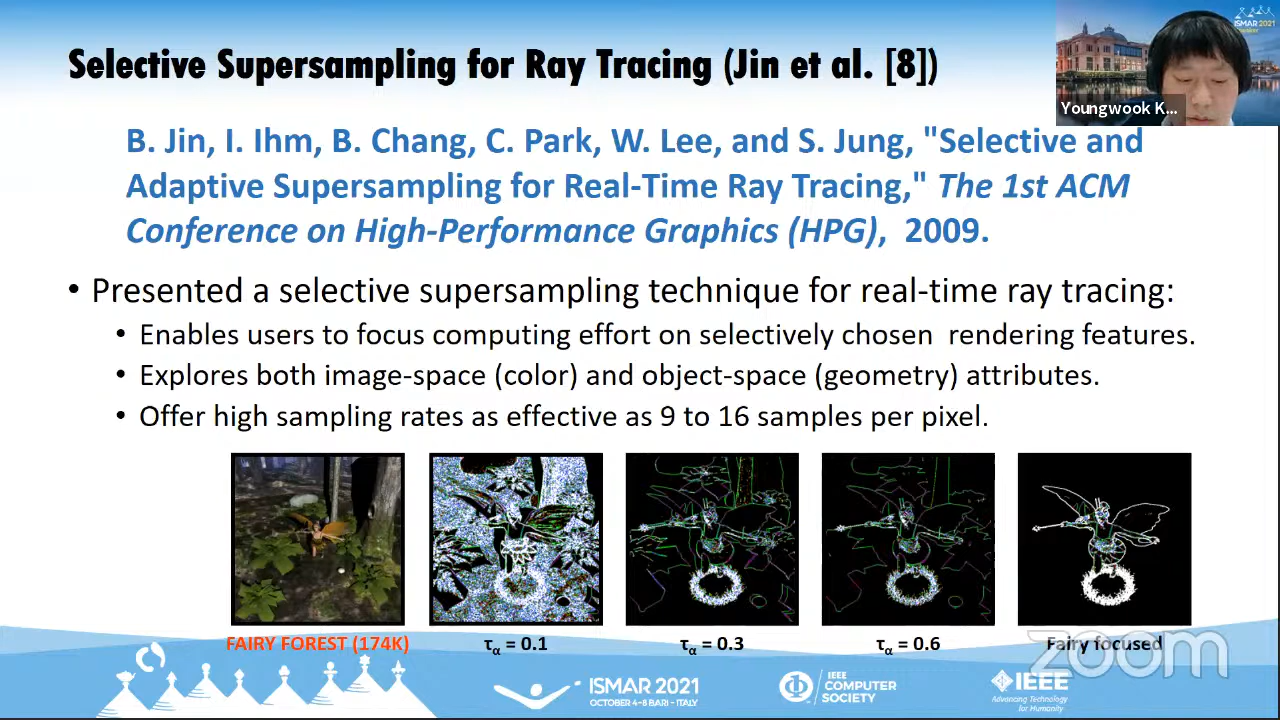 Selective Supersampling for Ray Tracing (Jin et al. [8])
ISMAR 2021
Youngwook K...
B. Jin, I. Ihm, B. Chang, C. Park, W. Lee, and S. Jung, "Selective and
Adaptive Supersampling for Real-Time Ray Tracing," The 1st ACM
Conference on High-Performance Graphics (HPG), 2009.
• Presented a selective supersampling technique for real-time ray tracing:
• Enables users to focus computing effort on selectively chosen rendering features.
• Explores both image-space (color) and object-space (geometry) attributes.
• Offer high sampling rates as effective as 9 to 16 samples per pixel.
FAIRY FOREST (174K)
τα = 0.1
τα = 0.3
τα = 0.6
Fairy focused
zoom
ISMAR 2021
OCTOBER 4-8 BARI - ITALY
IEEE
COMPUTER
SOCIETY
IEEE
Advancing Technology
for Humanity